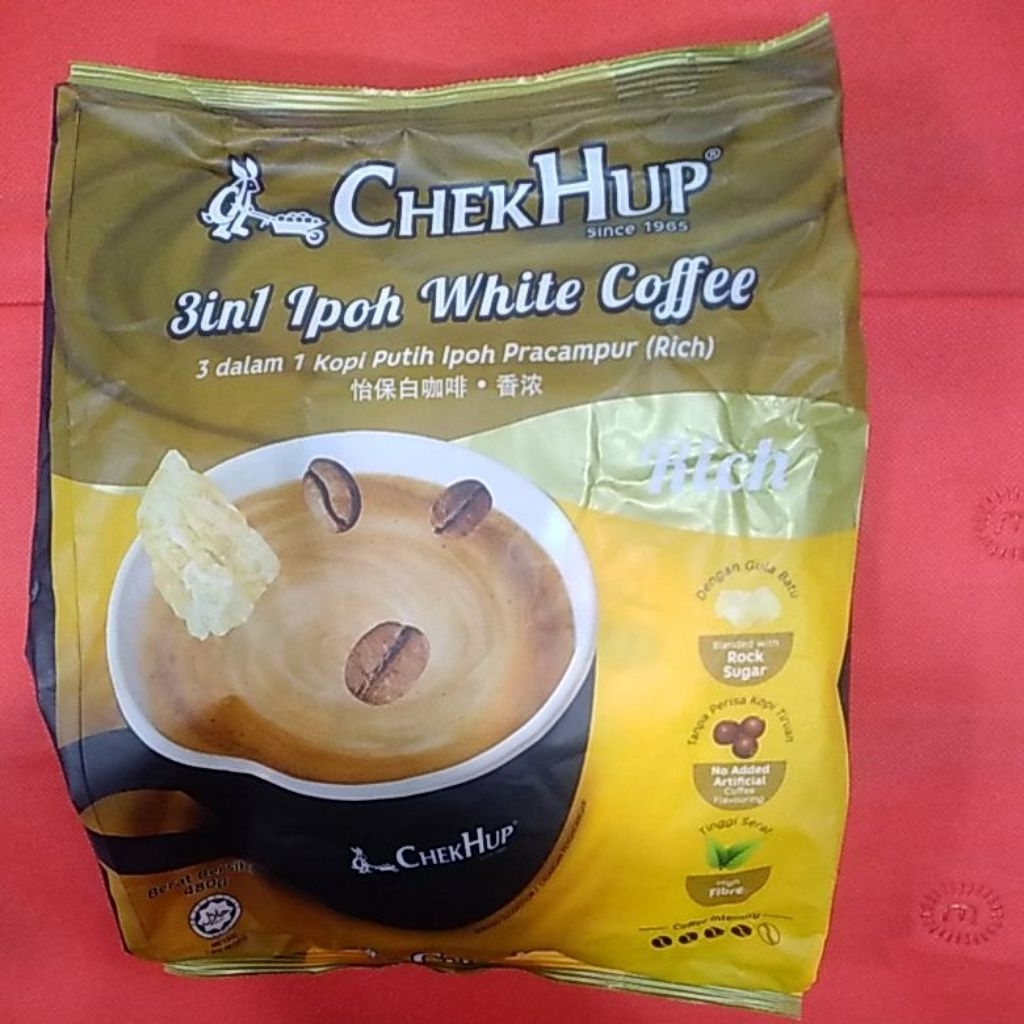 CHEKHUP®
Since 1965
3in1 Ipoh White Coffee
3 dalam 1 Kopi Putih Ipoh Pracampur (Rich)
怡保白咖啡 • 香浓
Rich
Dengan Gula Batu
Blended with
Rock
Sugar
Tanpa Perisa Kopi Tiruan
No Added
Artificial
Coffee
Flavouring
Tinggi Serat
High
Fibre
CHEKHUP
Berat Bersih
480g
Coffee Intensity